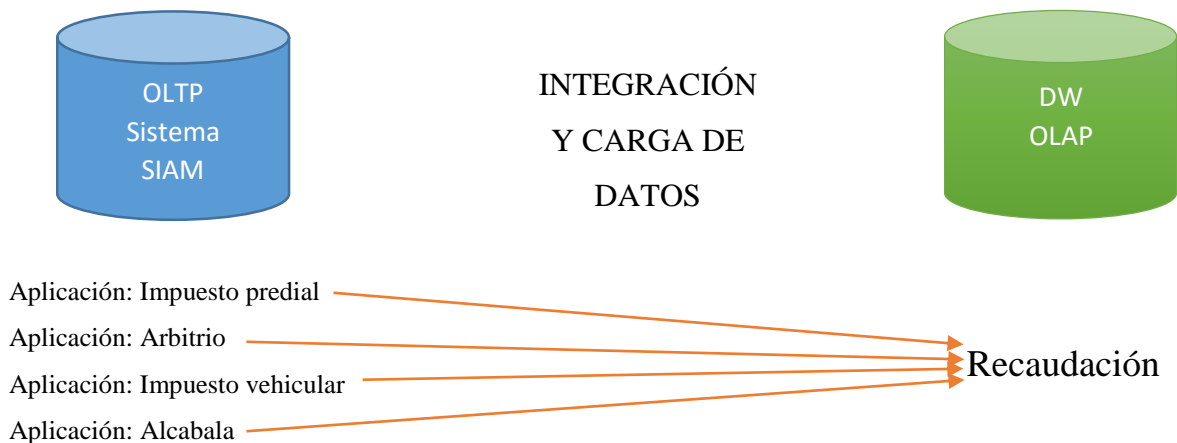 OLTP
Sistema
SIAM
INTEGRACIÓN
Y CARGA DE
DATOS
DW
OLAP
Aplicación: Impuesto predial
Aplicación: Arbitrio
Aplicación: Impuesto vehicular
Aplicación: Alcabala
Recaudación